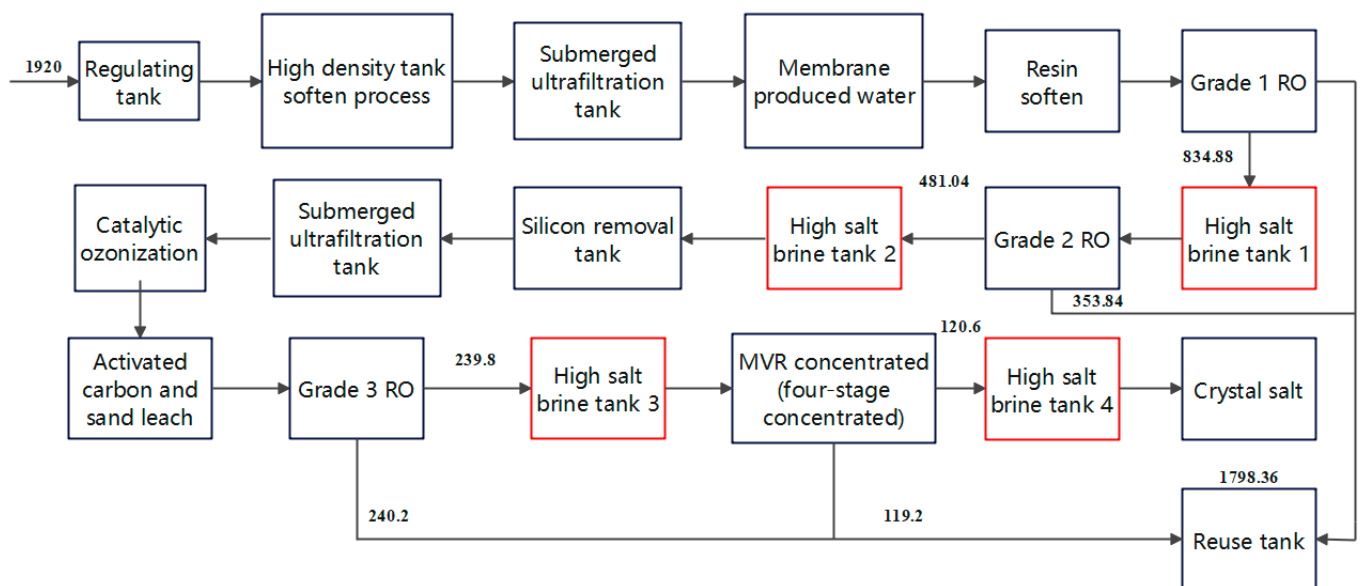 1920
Regulating
tank
High density tank
soften process
Submerged
ultrafiltration
tank
Membrane
produced water
Resin
soften
Grade 1 RO
834.88
Catalytic
ozonization
Submerged
ultrafiltration
tank
Silicon removal
tank
High salt
brine tank 2
481.04
Grade 2 RO
High salt
brine tank 1
353.84
Activated
carbon and
sand leach
Grade 3 RO
239.8
High salt
brine tank 3
MVR concentrated
(four-stage
concentrated)
120.6
High salt
brine tank 4
Crystal salt
240.2
119.2
1798.36
Reuse tank